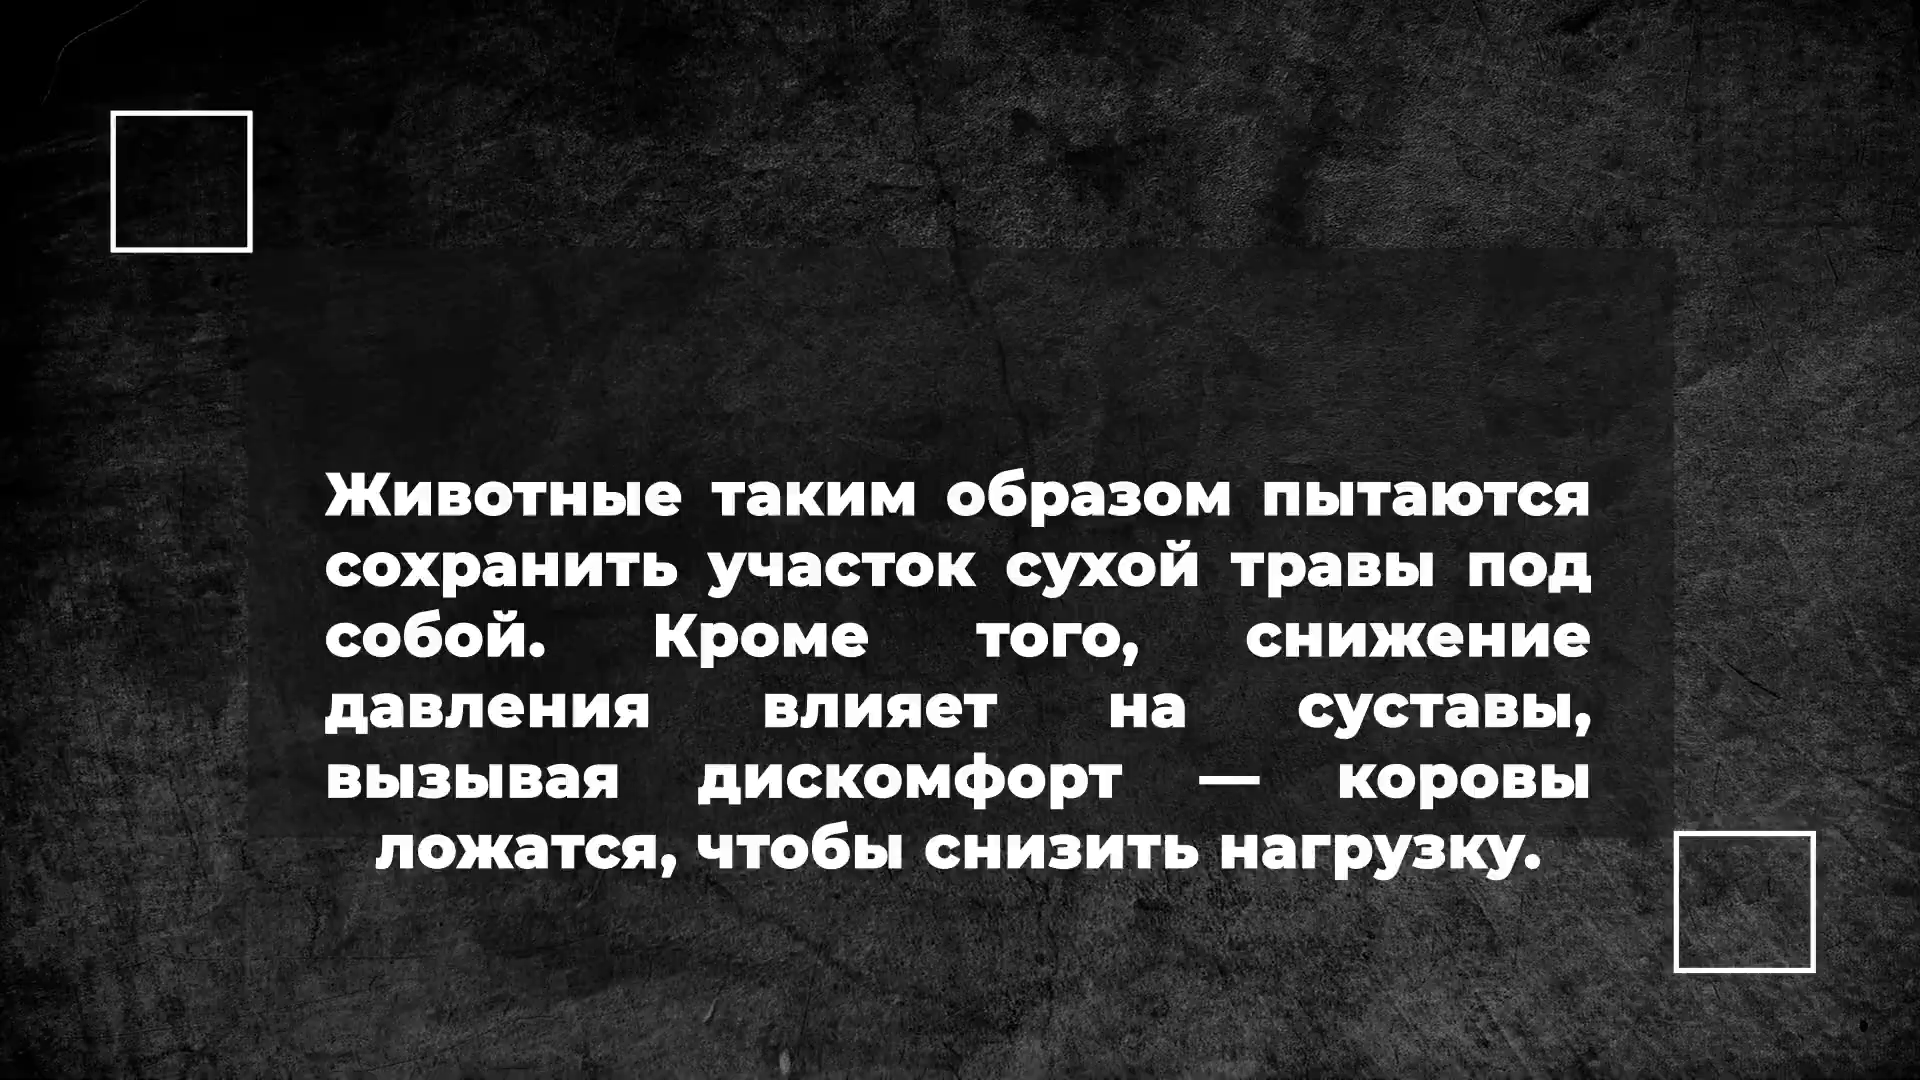 Животные таким образом пытаются
сохранить участок сухой травы под
собой. Кроме того, снижение
давления влияет на суставы,
вызывая дискомфорт — коровы
ложатся, чтобы снизить нагрузку.